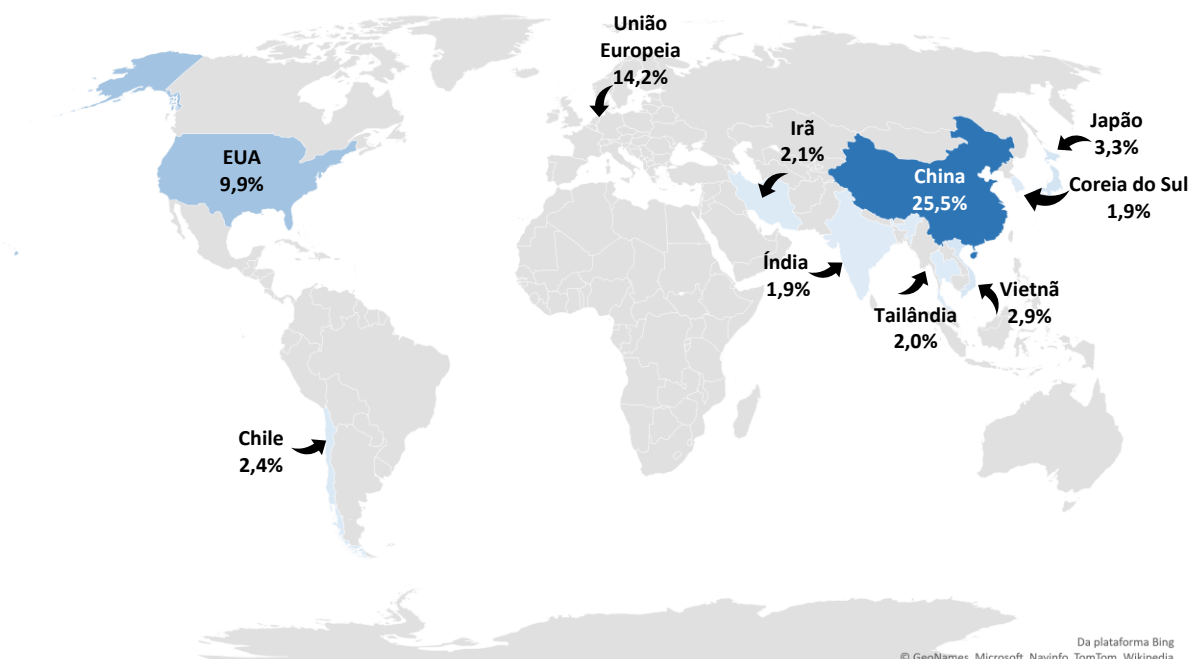 União
Europeia
14,2%
Irã
2,1%
Japão
3,3%
EUA
9,9%
China
25,5%
Coreia do Sul
1,9%
Índia
1,9%
Vietnã
2,9%
Tailândia
2,0%
Chile
2,4%
Da plataforma Bing
© GeoNames, Microsoft, Navinfo, TomTom, Wikipedia